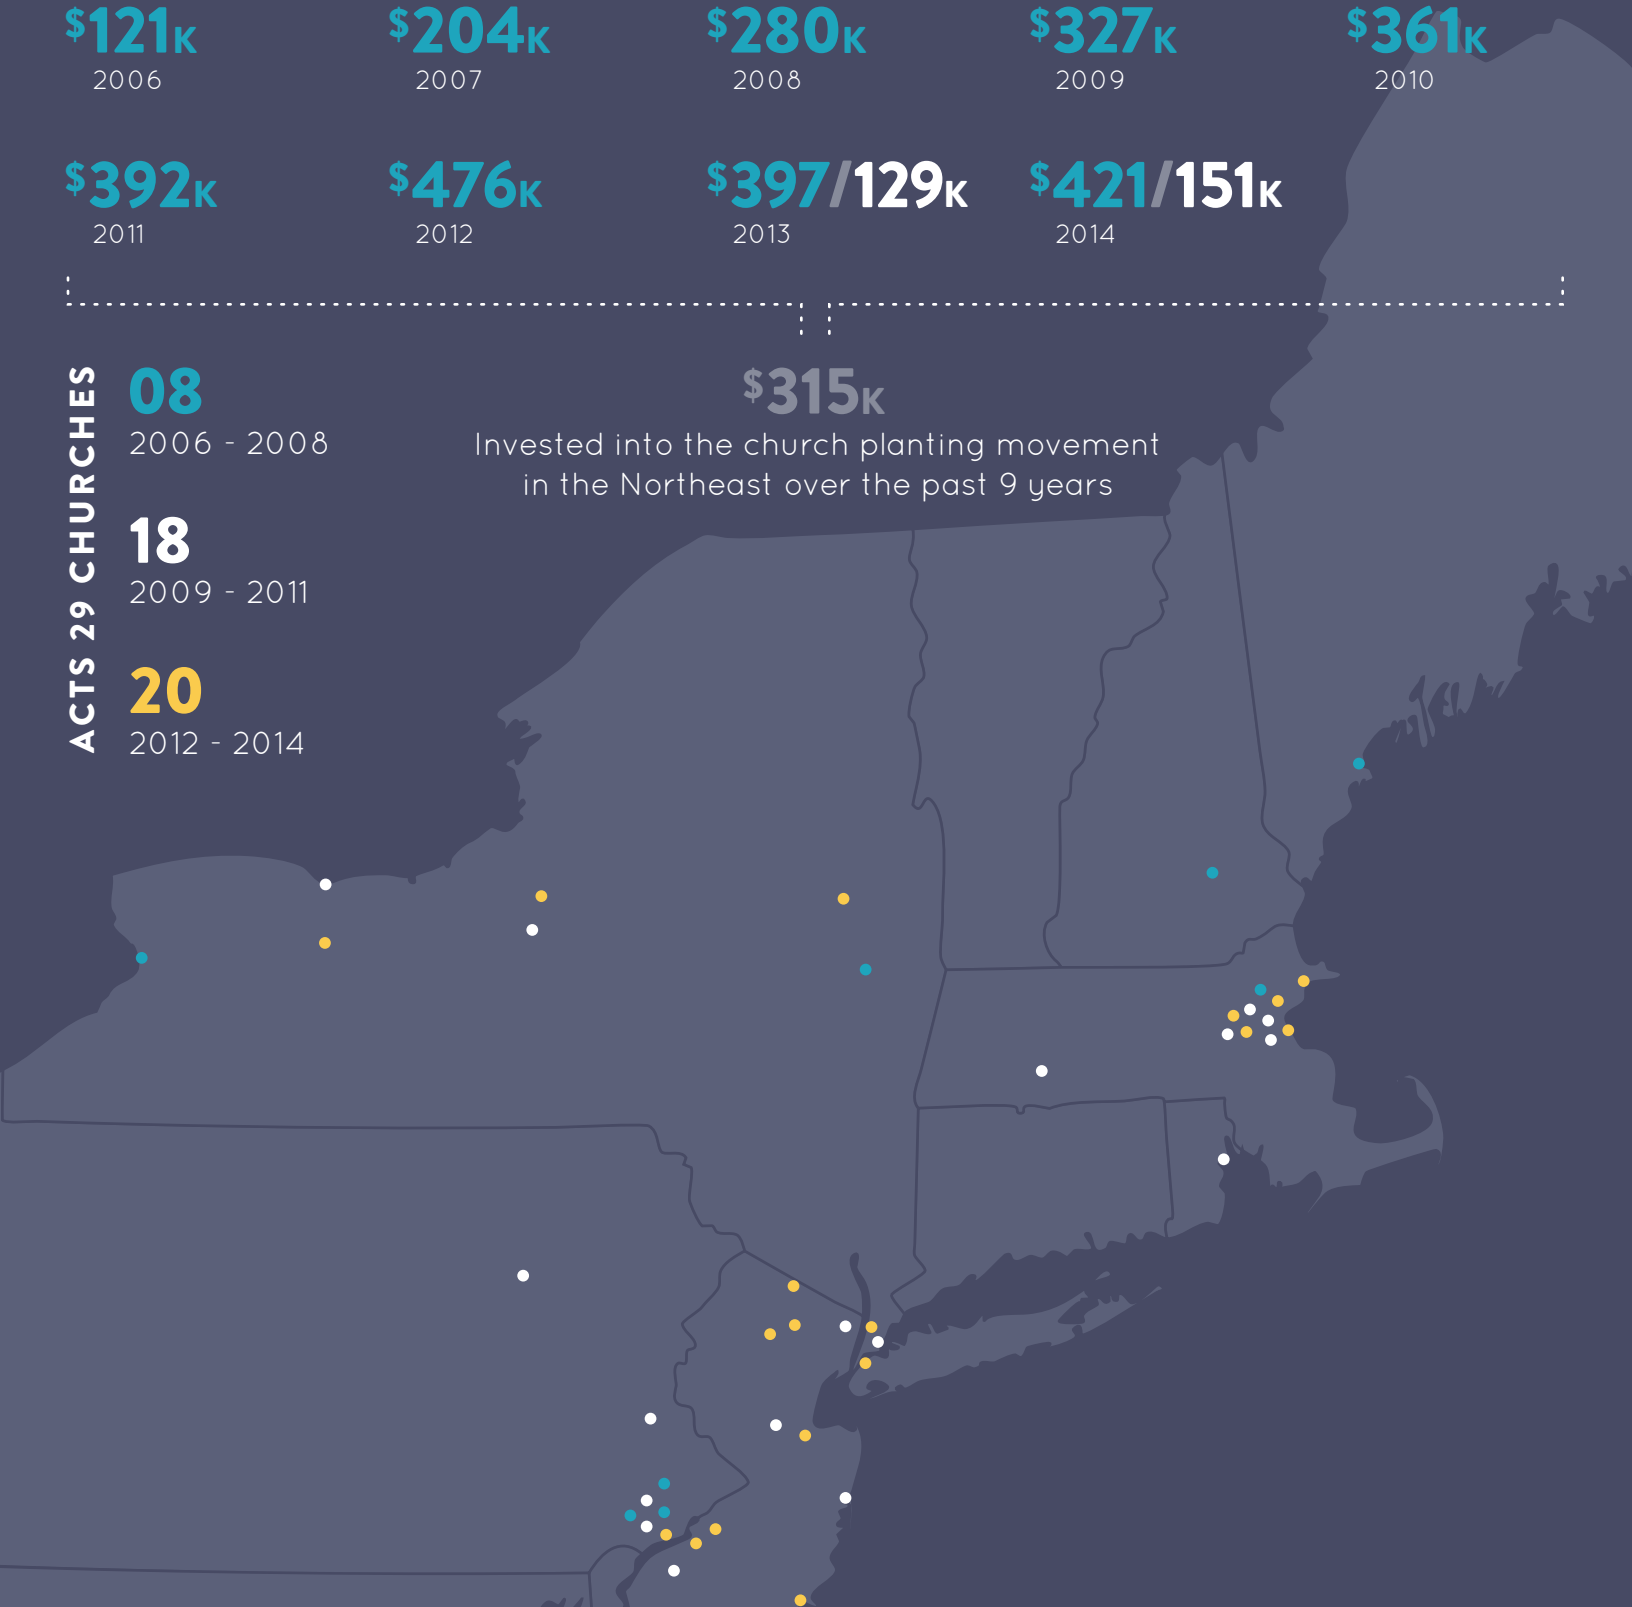 $121K $204K $280K $327K $361K
2006 2007 2008 2009 2010
$392K $476K $397/129K $421/151K
2011 2012 2013 2014
ACTS 29 CHURCHES
08
2006 - 2008
18
2009 - 2011
20
2012 - 2014
$315K
Invested into the church planting movement
in the Northeast over the past 9 years